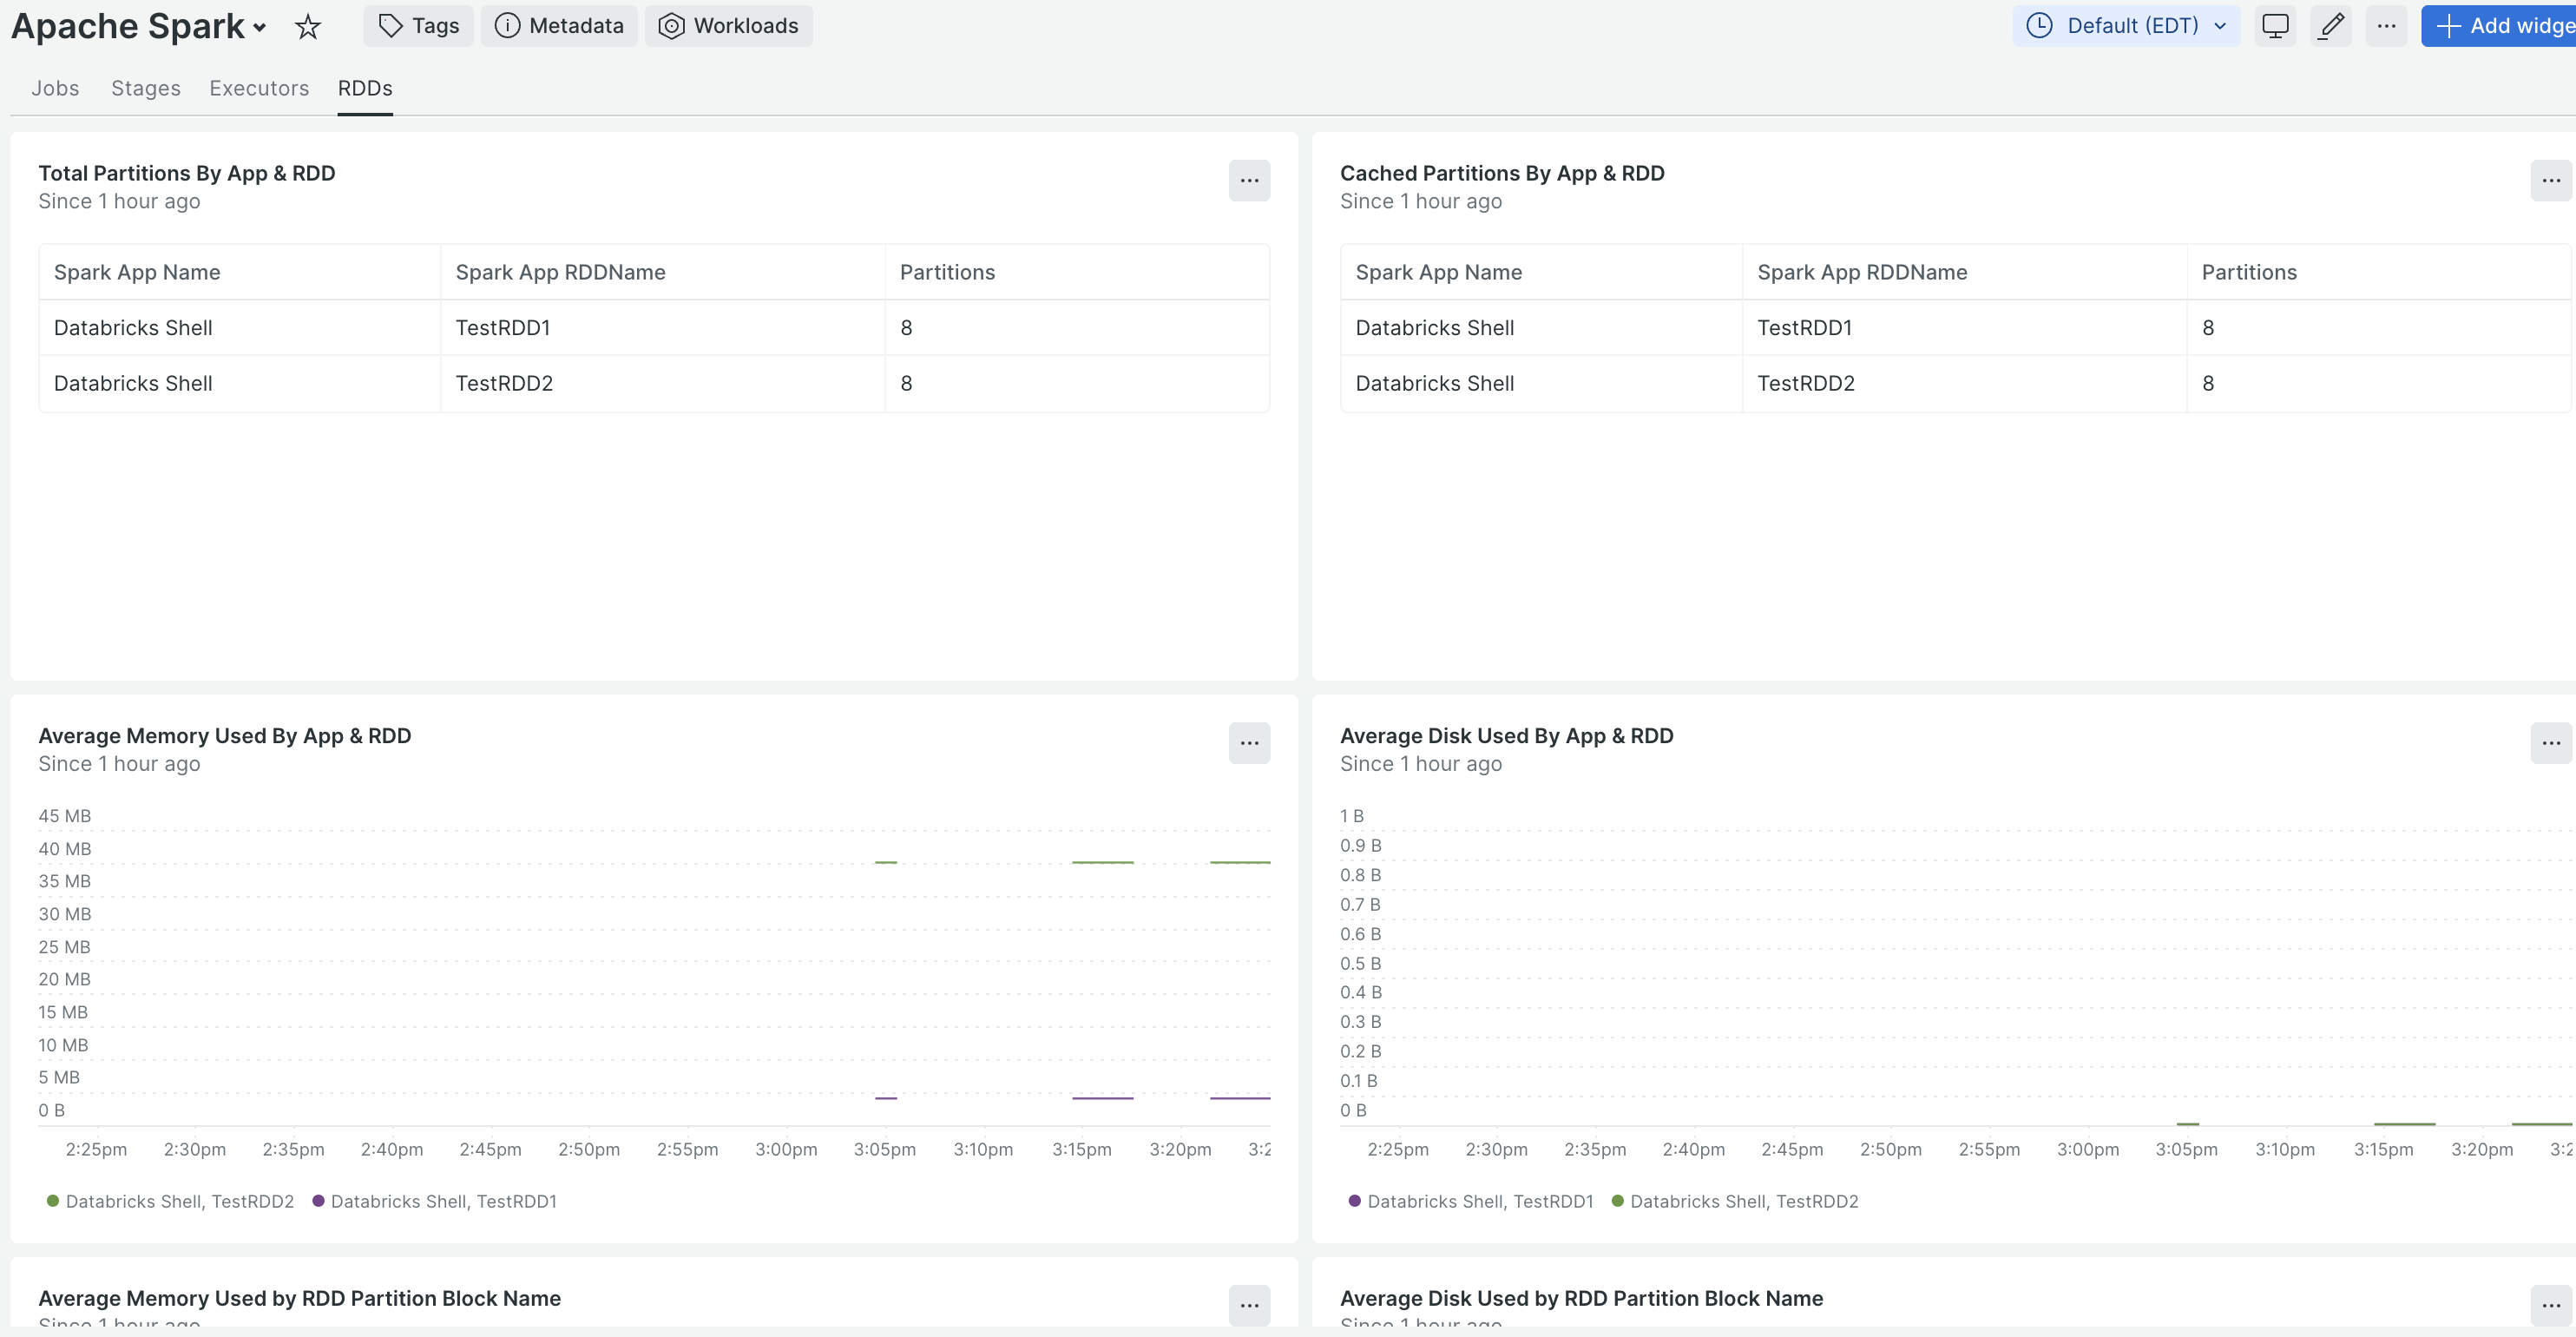 Apache Spark
Tags
Metadata
Workloads
Default (EDT)
Add widge
Jobs
Stages
Executors
RDDs
Total Partitions By App & RDD
Since 1 hour ago
Spark App Name
Spark App RDDName
Partitions
Databricks Shell
TestRDD1
8
Databricks Shell
TestRDD2
8
Cached Partitions By App & RDD
Since 1 hour ago
Spark App Name
Spark App RDDName
Partitions
Databricks Shell
TestRDD1
8
Databricks Shell
TestRDD2
8
Average Memory Used By App & RDD
Since 1 hour ago
45 MB
40 MB
35 MB
30 MB
25 MB
20 MB
15 MB
10 MB
5 MB
0 B
2:25pm
2:30pm
2:35pm
2:40pm
2:45pm
2:50pm
2:55pm
3:00pm
3:05pm
3:10pm
3:15pm
3:20pm
3:2
Databricks Shell, TestRDD2
Databricks Shell, TestRDD1
Average Disk Used By App & RDD
Since 1 hour ago
1 B
0.9 B
0.8 B
0.7 B
0.6 B
0.5 B
0.4 B
0.3 B
0.2 B
0.1 B
0 B
2:25pm
2:30pm
2:35pm
2:40pm
2:45pm
2:50pm
2:55pm
3:00pm
3:05pm
3:10pm
3:15pm
3:20pm
3:2
Databricks Shell, TestRDD1
Databricks Shell, TestRDD2
Average Memory Used by RDD Partition Block Name
Since 1 hour ago
Average Disk Used by RDD Partition Block Name
Since 1 hour ago